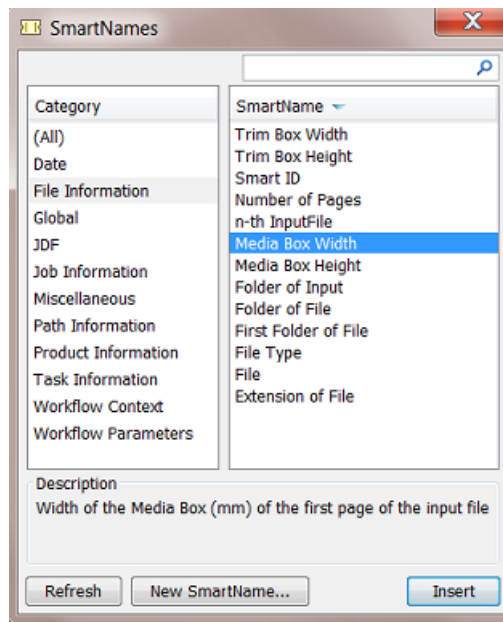 SmartNames
Category
(All)
Date
File Information
Global
JDF
Job Information
Miscellaneous
Path Information
Product Information
Task Information
Workflow Context
Workflow Parameters
SmartName
Trim Box Width
Trim Box Height
Smart ID
Number of Pages
n-th InputFile
Media Box Width
Media Box Height
Folder of Input
Folder of File
First Folder of File
File Type
File
Extension of File
Description
Width of the Media Box (mm) of the first page of the input file
Refresh
New SmartName...
Insert